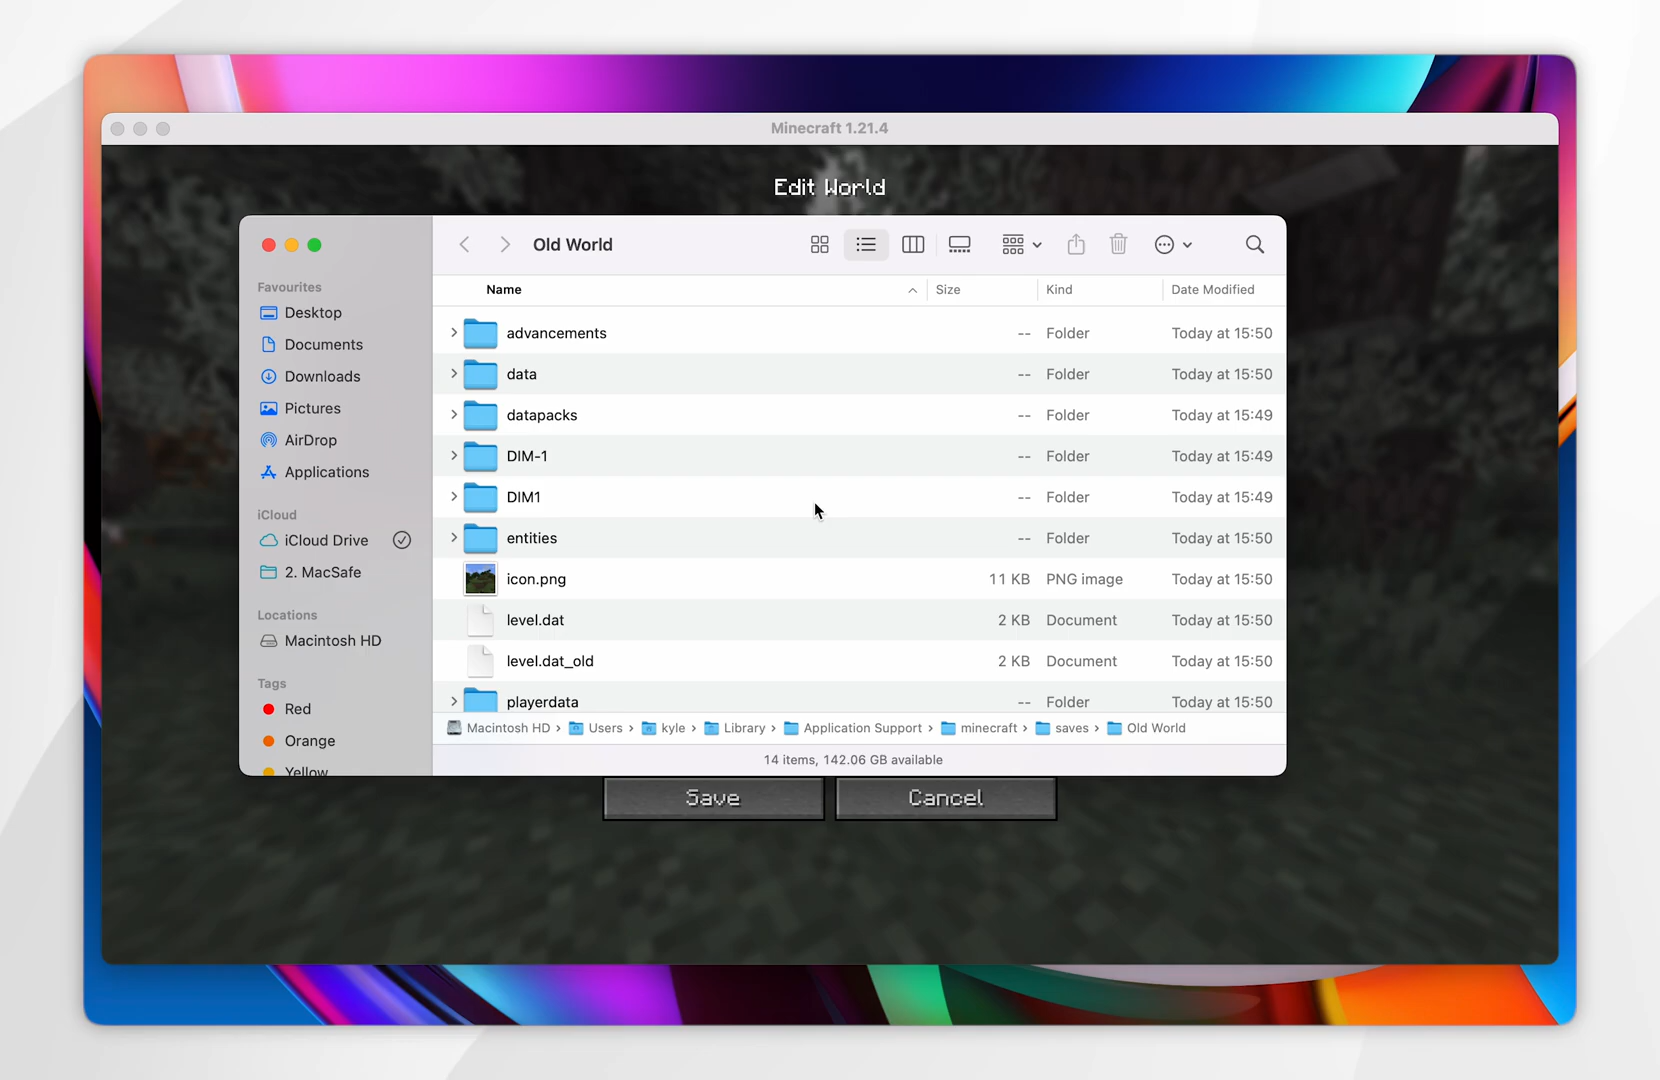 Minecraft 1.21.4
Edit World
Old World
Favourites
Desktop
Documents
Downloads
Pictures
AirDrop
Applications
iCloud
iCloud Drive
2. MacSafe
Locations
Macintosh HD
Tags
Red
Orange
Yellow
Name Size Kind Date Modified
advancements -- Folder Today at 15:50
data -- Folder Today at 15:50
datapacks -- Folder Today at 15:49
DIM-1 -- Folder Today at 15:49
DIM1 -- Folder Today at 15:49
entities -- Folder Today at 15:50
icon.png 11 KB PNG image Today at 15:50
level.dat 2 KB Document Today at 15:50
level.dat_old 2 KB Document Today at 15:50
playerdata -- Folder Today at 15:50
Macintosh HD › Users › kyle › Library › Application Support › minecraft › saves › Old World
14 items, 142.06 GB available
Save Cancel